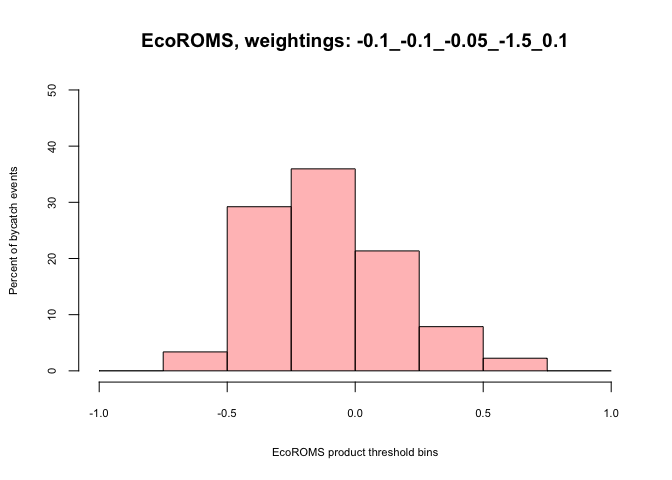 EcoROMS, weightings: -0.1_-0.1_-0.05_-1.5_0.1
Percent of bycatch events
50
40
30
20
10
0
-1.0 -0.5 0.0 0.5 1.0
EcoROMS product threshold bins